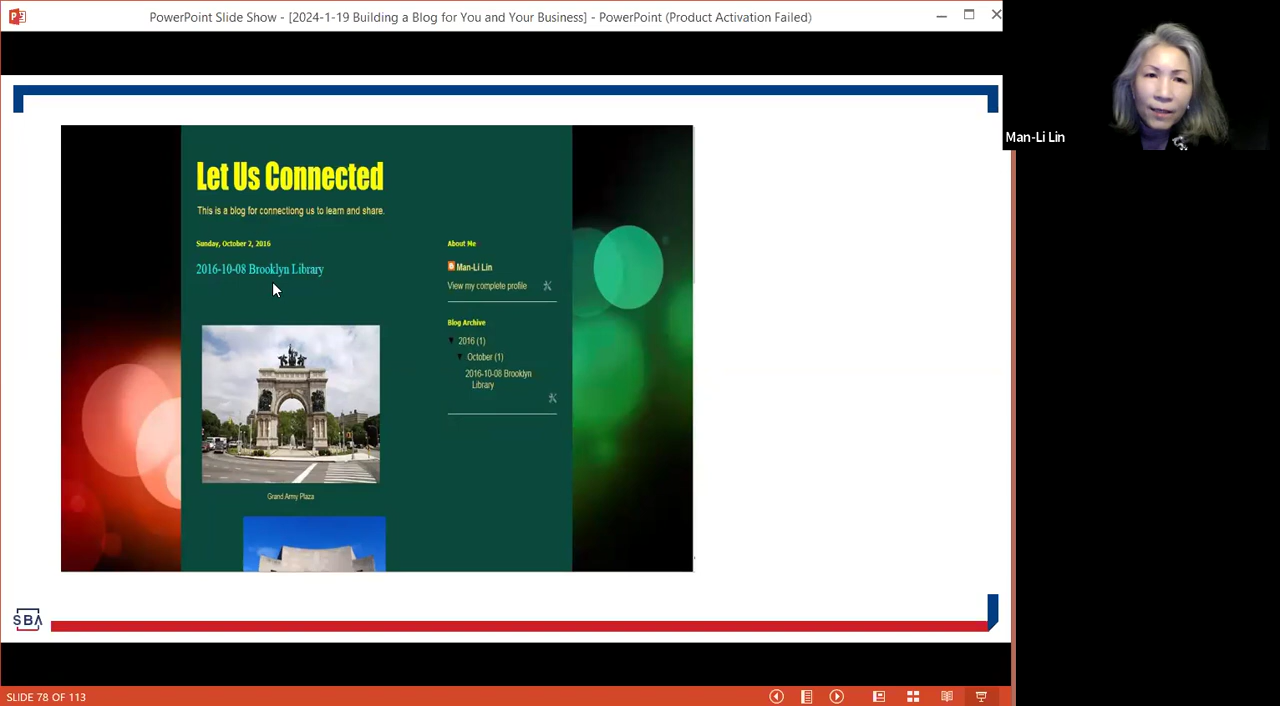 PowerPoint Slide Show - [2024-1-19 Building a Blog for You and Your Business] - PowerPoint (Product Activation Failed)
Man-Li Lin
Let Us Connected
This is a blog for connectiong us to learn and share.
Sunday, October 2, 2016
2016-10-08 Brooklyn Library
Grand Army Plaza
About Me
Man-Li Lin
View my complete profile
Blog Archive
2016 (1)
October (1)
2016-10-08 Brooklyn
Library
SBA
SLIDE 78 OF 113